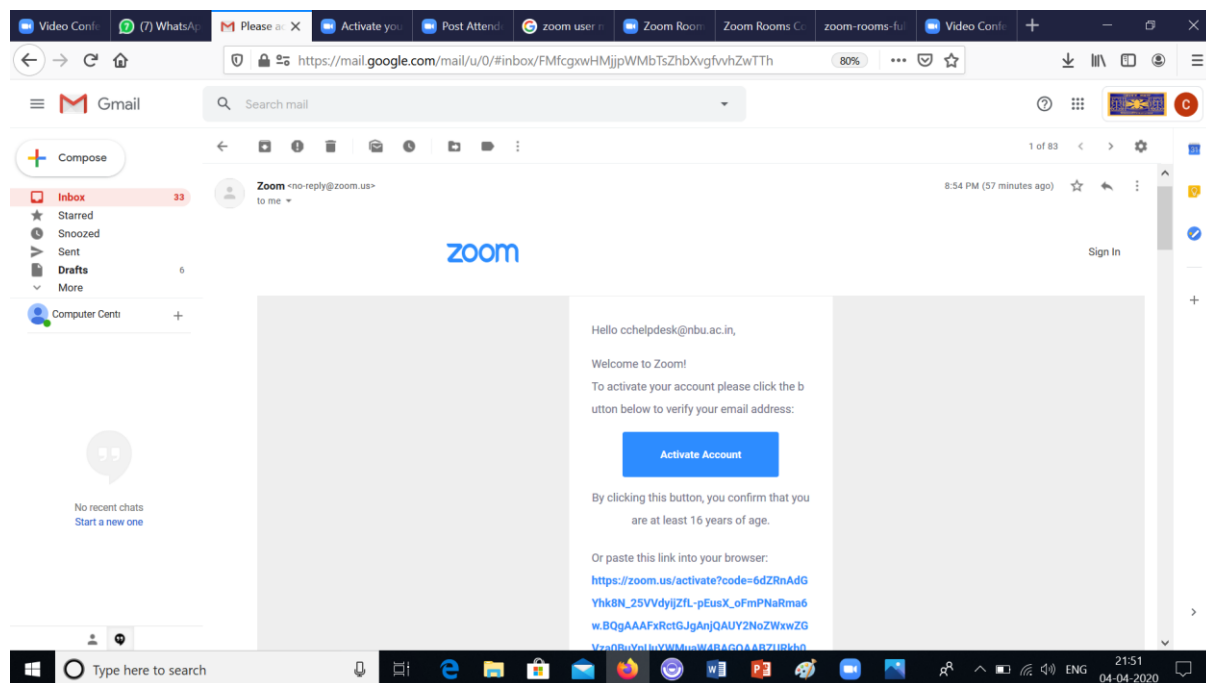 Video Confe
(7) WhatsAp
Please ac
Activate you
Post Attende
zoom user n
Zoom Room
Zoom Rooms Co
zoom-rooms-ful
Video Confe
https://mail.google.com/mail/u/0/#inbox/FMfcgxwHMjjpWMbTsZhbXvgfvvhZwTTh
80%
Gmail
Search mail
C
Compose
1 of 83
Inbox 33
Starred
Snoozed
Sent
Drafts 6
More
Computer Centr
No recent chats
Start a new one
Zoom <no-reply@zoom.us>
8:54 PM (57 minutes ago)
to me
zoom
Sign In
Hello cchelpdesk@nbu.ac.in,
Welcome to Zoom!
To activate your account please click the b
utton below to verify your email address:
Activate Account
By clicking this button, you confirm that you
are at least 16 years of age.
Or paste this link into your browser:
https://zoom.us/activate?code=6dZRnAdG
Yhk8N_25VVdyijZfL-pEusX_oFmPNaRma6
w.BQgAAAFxRctGJgAnjQAUY2NoZWxwZG
Type here to search
ENG
21:51
04-04-2020